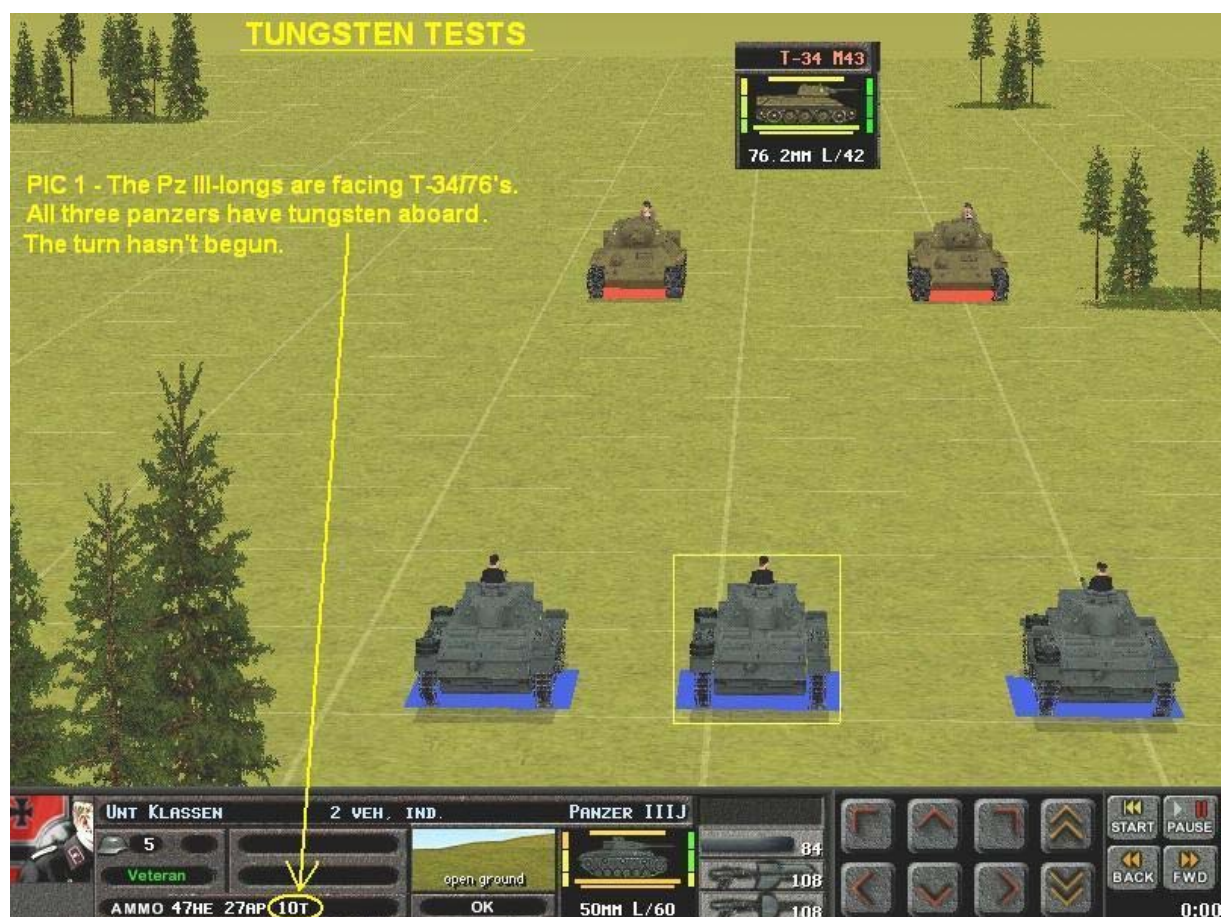 TUNGSTEN TESTS
T-34 M43
76.2MM L/42
PIC 1 - The Pz III-longs are facing T-34/76's.
All three panzers have tungsten aboard.
The turn hasn't begun.
UNT KLASSEN 2 VEH, IND. PANZER IIIJ
5
Veteran
AMMO 47HE 27AP 10T
open ground
OK
50MM L/60
84
108
108
START PAUSE
BACK FWD
0:00